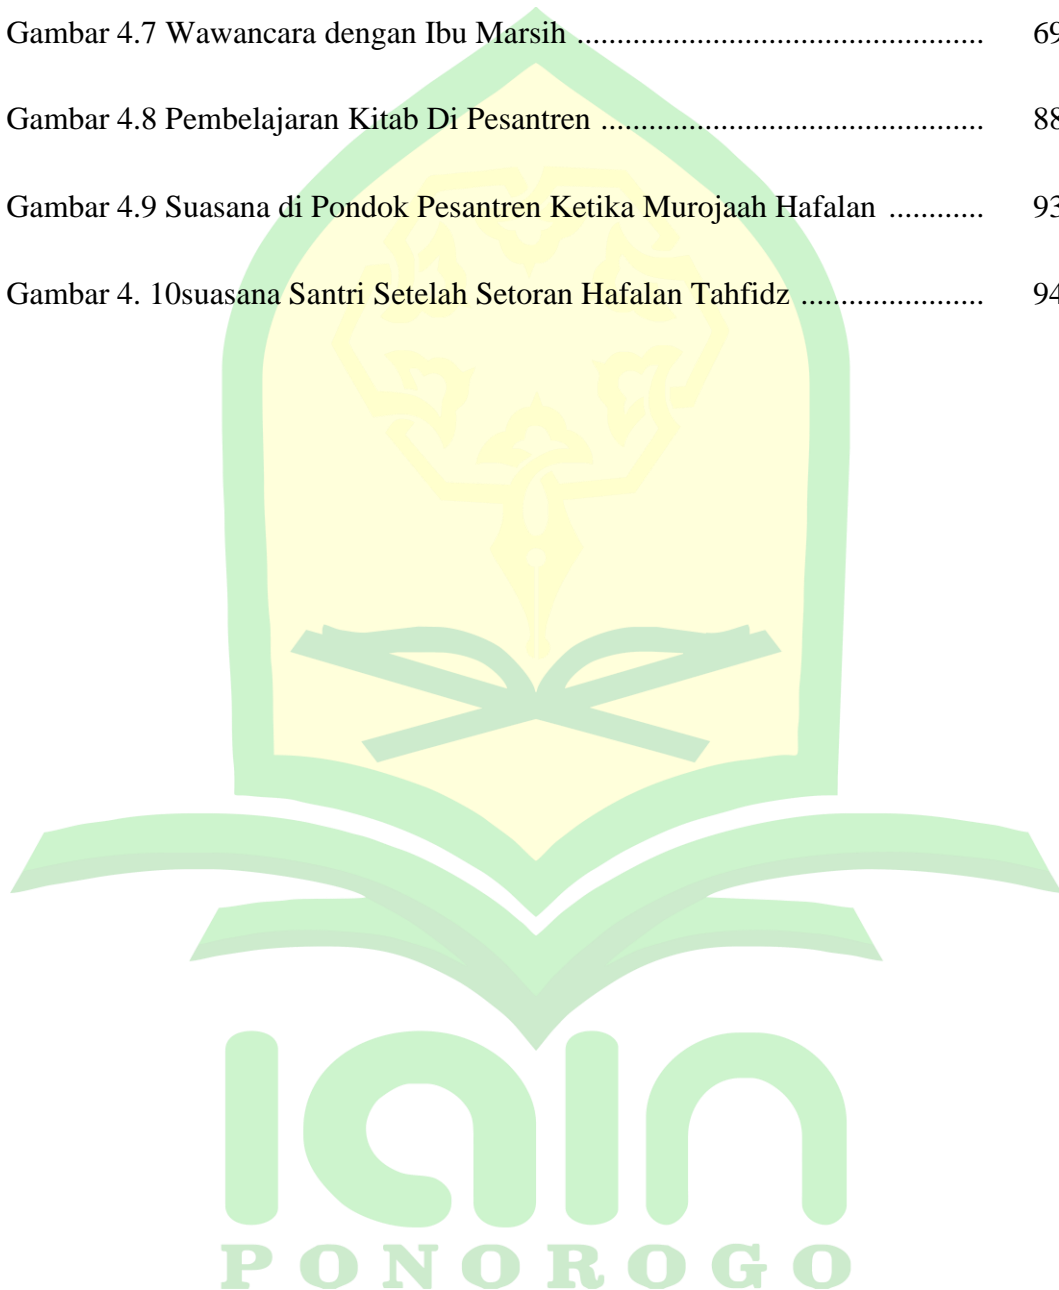 Gambar 4.7 Wawancara dengan Ibu Marsih ........................................... 69
Gambar 4.8 Pembelajaran Kitab Di Pesantren ......................................... 88
Gambar 4.9 Suasana di Pondok Pesantren Ketika Murojaah Hafalan ............ 93
Gambar 4. 10suasana Santri Setelah Setoran Hafalan Tahfidz .................... 94
IAIN
PONOROGO